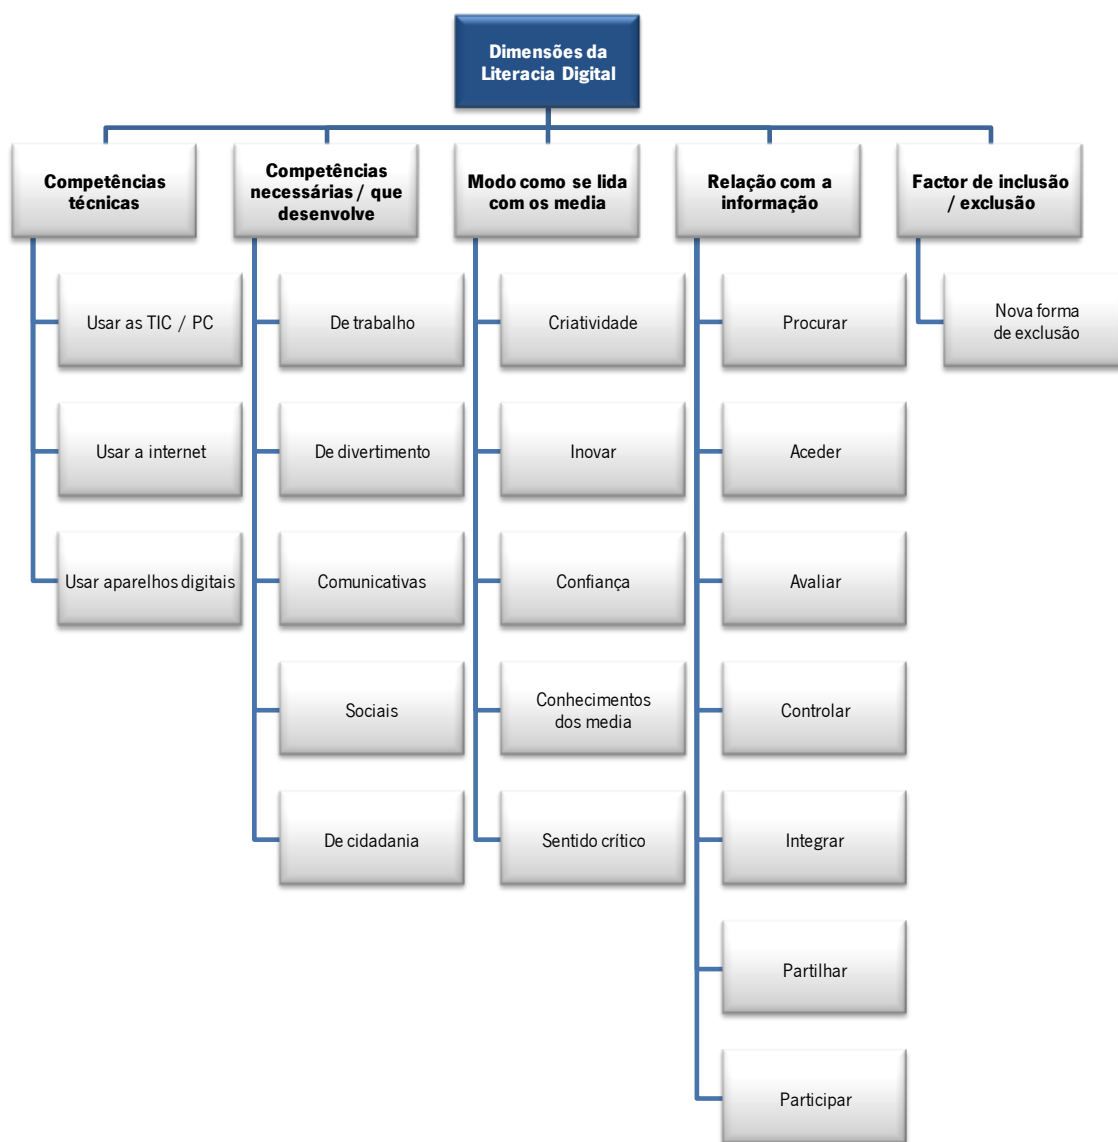 Dimensões da
Literacia Digital
Competências
técnicas
Usar as TIC / PC
Usar a internet
Usar aparelhos digitais
Competências
necessárias / que
desenvolve
De trabalho
De divertimento
Comunicativas
Sociais
De cidadania
Modo como se lida
com os media
Criatividade
Inovar
Confiança
Conhecimentos
dos media
Sentido crítico
Relação com a
informação
Procurar
Aceder
Avaliar
Controlar
Integrar
Partilhar
Participar
Factor de inclusão
/ exclusão
Nova forma
de exclusão